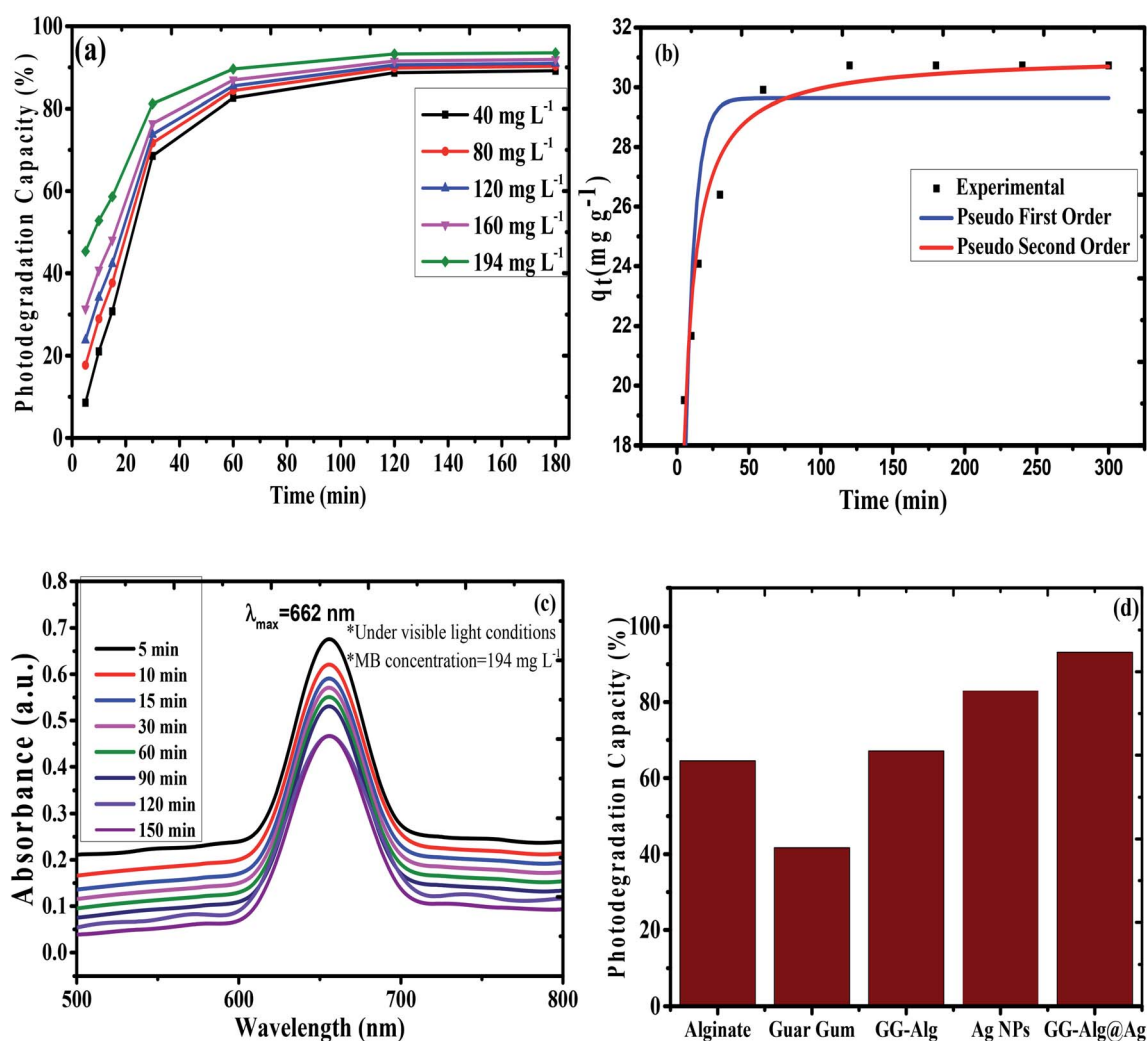 (a)
Photodegradation Capacity (%)
100
80
60
40
20
0
40 mg L-1
80 mg L-1
120 mg L-1
160 mg L-1
194 mg L-1
0 20 40 60 80 100 120 140 160 180
Time (min)
(b)
qt(mg g-1)
32
30
28
26
24
22
20
18
Experimental
Pseudo First Order
Pseudo Second Order
0 50 100 150 200 250 300
Time (min)
(c)
λmax=662 nm
*Under visible light conditions
*MB concentration=194 mg L-1
Absorbance (a.u.)
0.8
0.7
0.6
0.5
0.4
0.3
0.2
0.1
0.0
5 min
10 min
15 min
30 min
60 min
90 min
120 min
150 min
500 600 700 800
Wavelength (nm)
(d)
Photodegradation Capacity (%)
100
80
60
40
20
0
Alginate Guar Gum GG-Alg Ag NPs GG-Alg@Ag